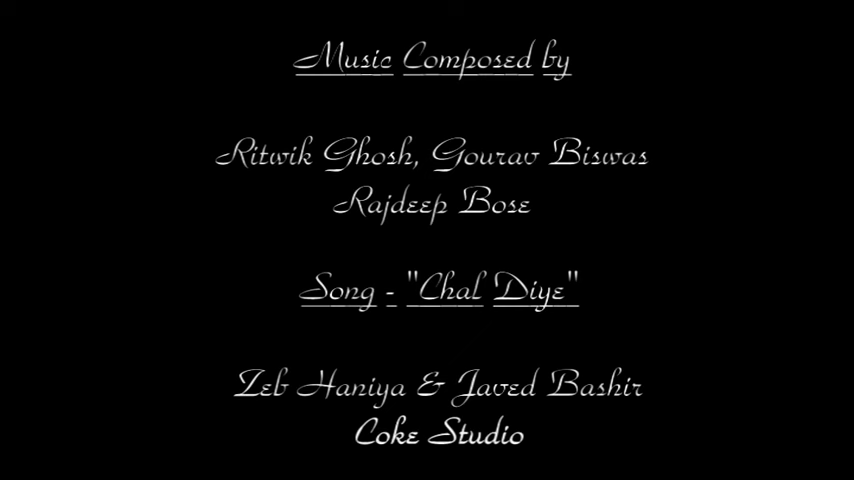 Music Composed by
Ritwik Ghosh, Gourav Biswas
Rajdeep Bose
Song - "Chal Diye"
Zeb Haniya & Javed Bashir
Coke Studio